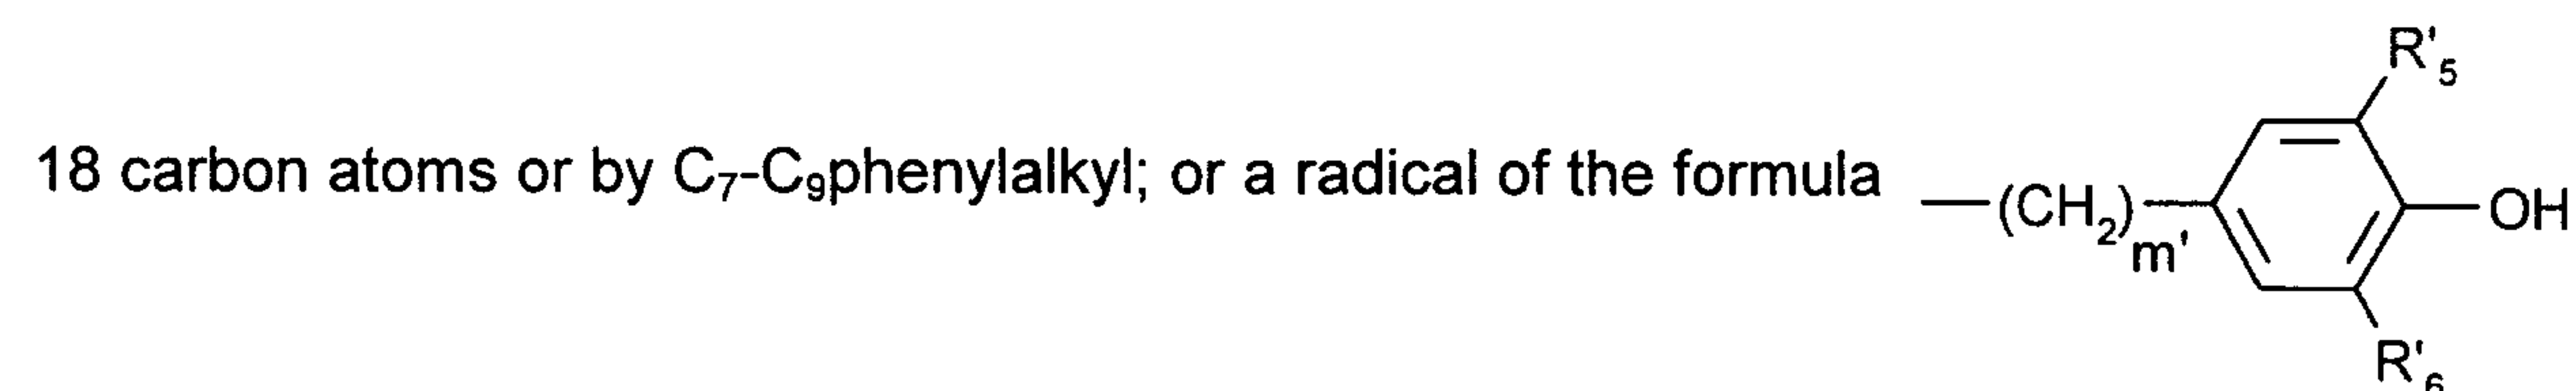 R'₅
18 carbon atoms or by C₇-C₉phenylalkyl; or a radical of the formula —(CH₂)m' OH
R'₆